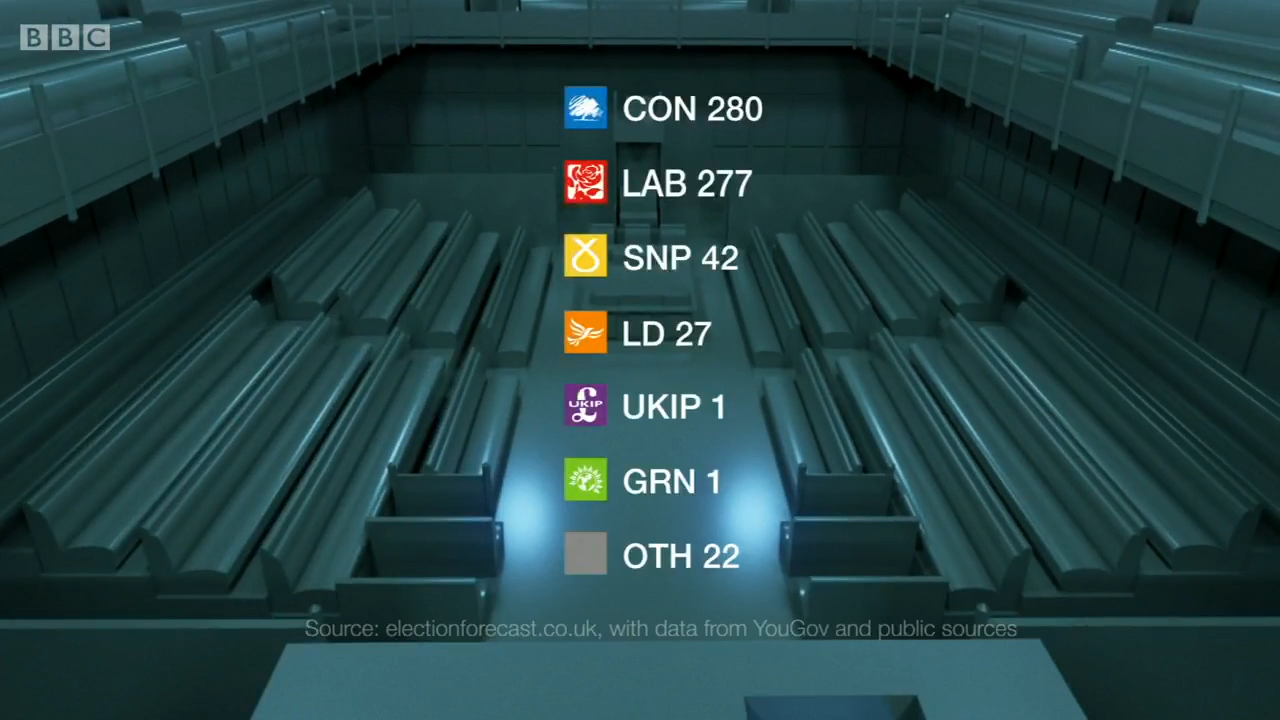 BBC
CON 280
LAB 277
SNP 42
LD 27
UKIP
UKIP 1
GRN 1
OTH 22
Source: electionforecast.co.uk, with data from YouGov and public sources